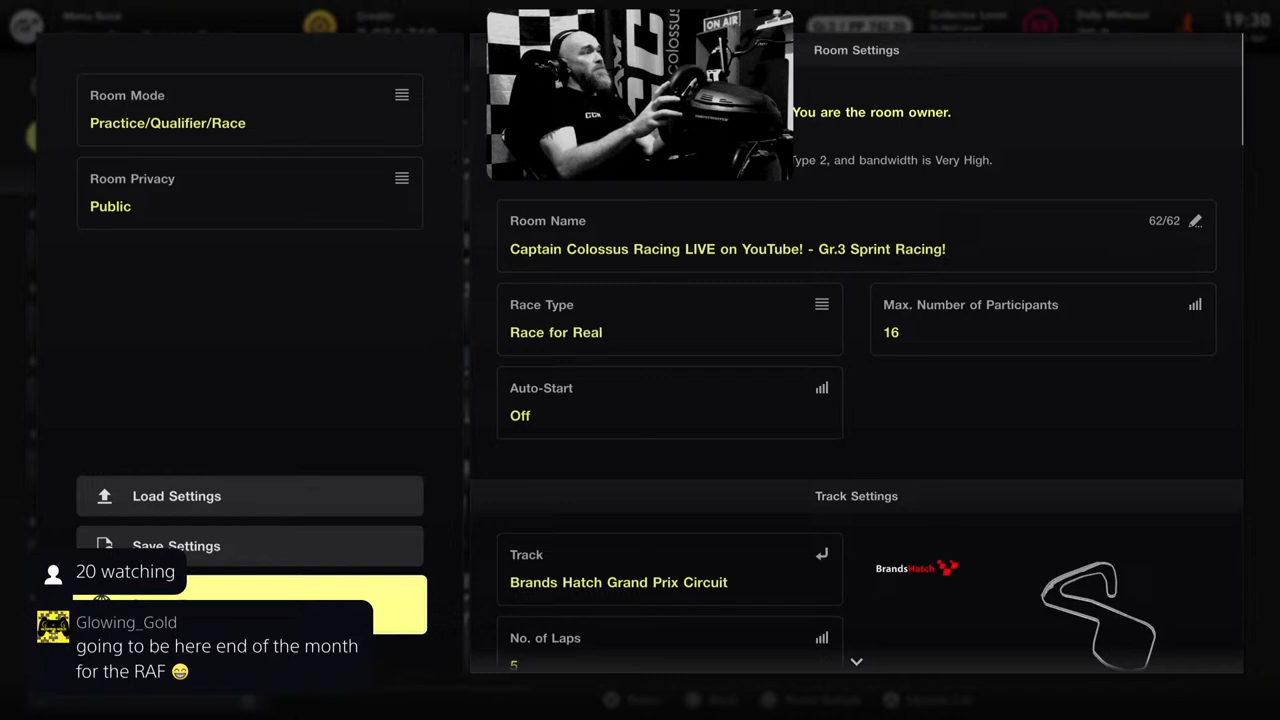 19:30
Room Mode
Practice/Qualifier/Race
Room Privacy
Public
Load Settings
Save Settings
20 watching
Glowing_Gold
going to be here end of the month
for the RAF 😄
ON AIR
colossus
CCR
Room Settings
You are the room owner.
Type 2, and bandwidth is Very High.
Room Name
62/62
Captain Colossus Racing LIVE on YouTube! - Gr.3 Sprint Racing!
Race Type
Race for Real
Max. Number of Participants
16
Auto-Start
Off
Track Settings
Track
Brands Hatch Grand Prix Circuit
BrandsHatch
No. of Laps
5